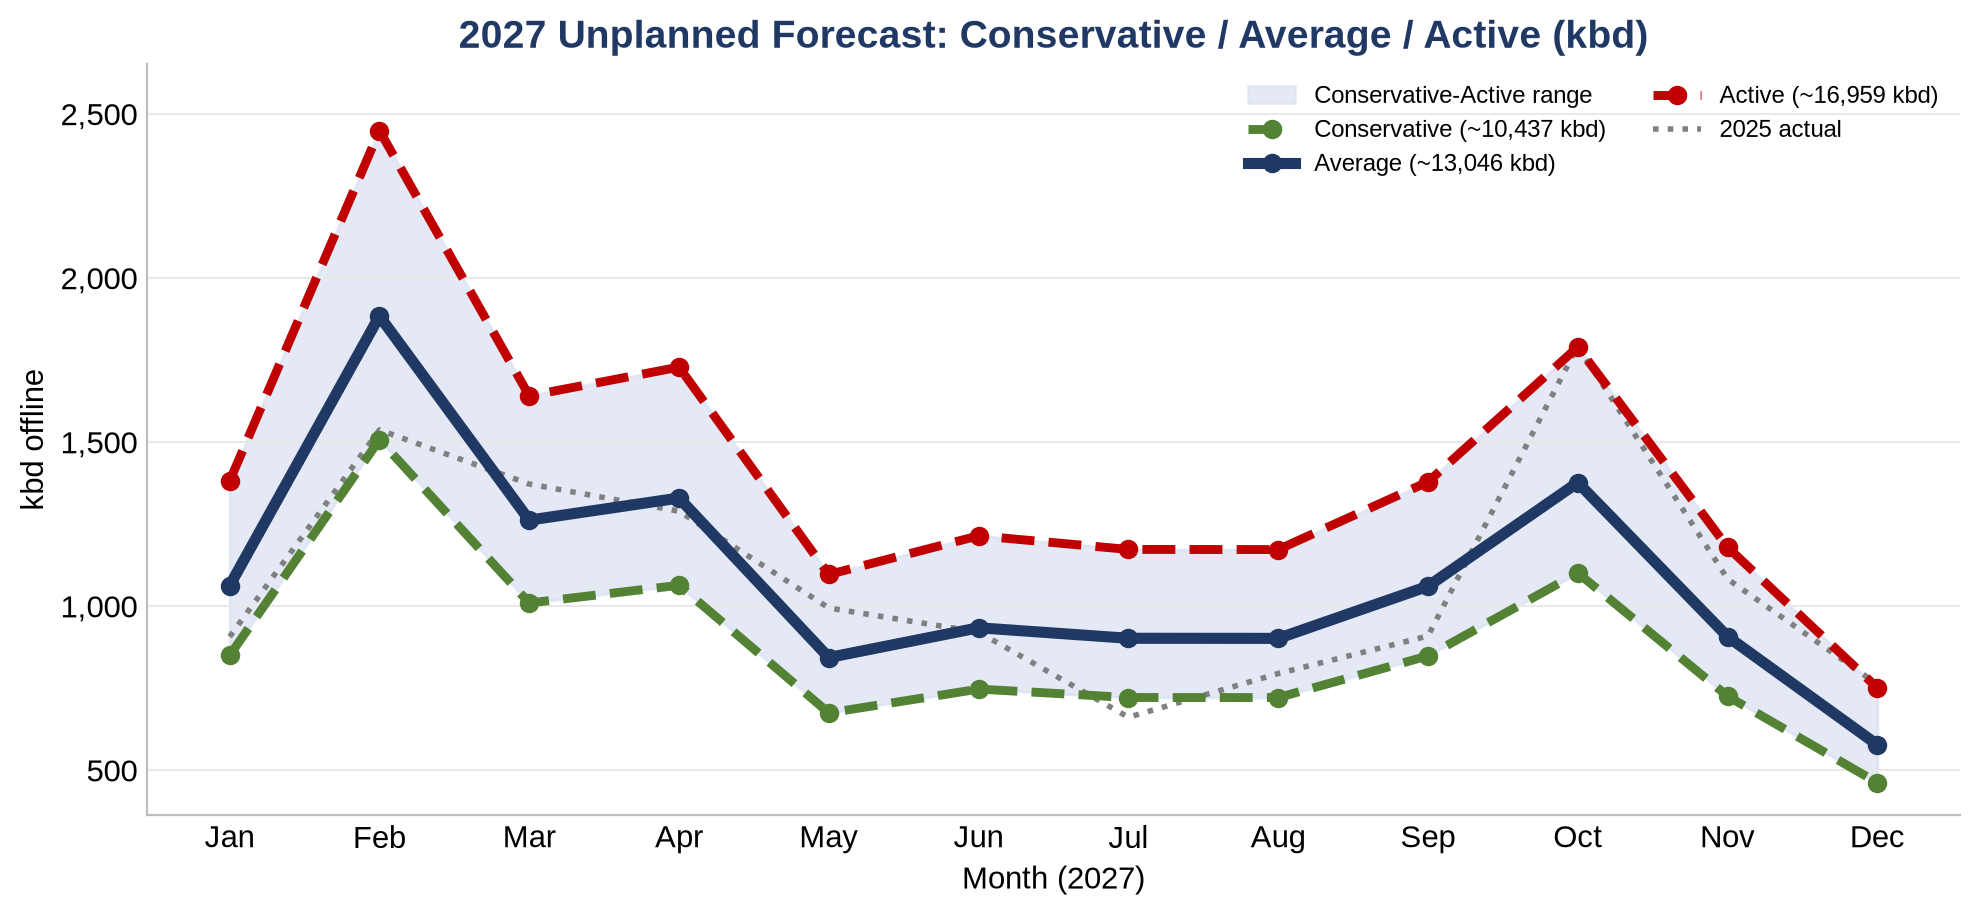 2027 Unplanned Forecast: Conservative / Average / Active (kbd)
Conservative-Active range
Conservative (~10,437 kbd)
Average (~13,046 kbd)
Active (~16,959 kbd)
2025 actual
kbd offline
2,500
2,000
1,500
1,000
500
Jan Feb Mar Apr May Jun Jul Aug Sep Oct Nov Dec
Month (2027)